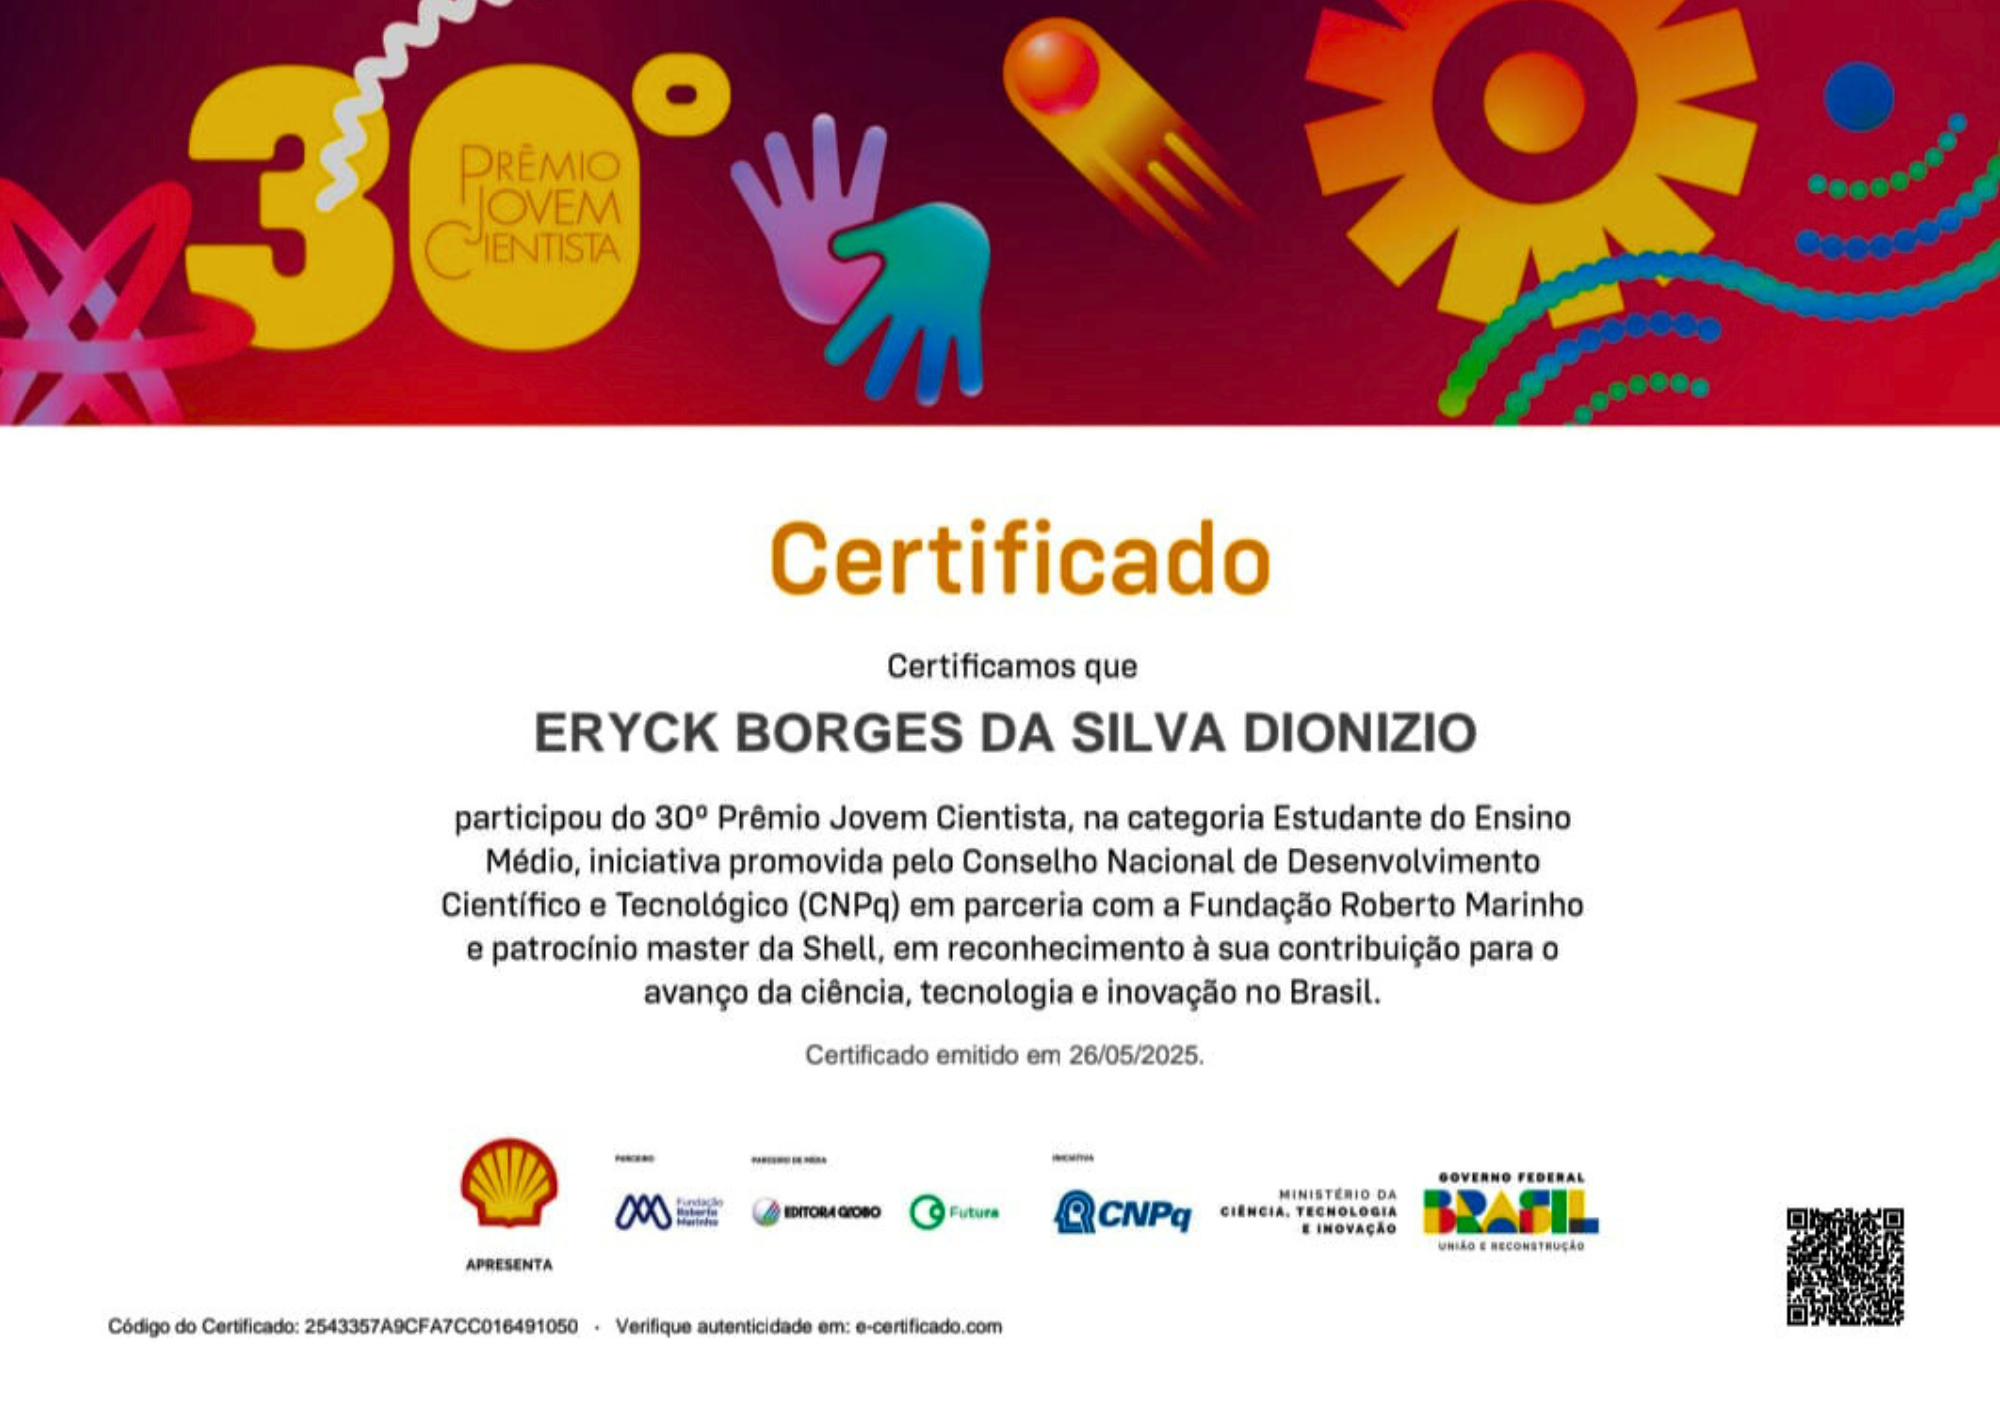 30º
PRÊMIO
JOVEM
CIENTISTA
Certificado
Certificamos que
ERYCK BORGES DA SILVA DIONIZIO
participou do 30º Prêmio Jovem Cientista, na categoria Estudante do Ensino
Médio, iniciativa promovida pelo Conselho Nacional de Desenvolvimento
Científico e Tecnológico (CNPq) em parceria com a Fundação Roberto Marinho
e patrocínio master da Shell, em reconhecimento à sua contribuição para o
avanço da ciência, tecnologia e inovação no Brasil.
Certificado emitido em 26/05/2025.
APRESENTA
PARCEIRO
Fundação
Roberto
Marinho
PARCEIRO DE MÍDIA
EDITORA GLOBO
Futura
INICIATIVA
CNPq
MINISTÉRIO DA
CIÊNCIA, TECNOLOGIA
E INOVAÇÃO
GOVERNO FEDERAL
BRASIL
UNIÃO E RECONSTRUÇÃO
Código do Certificado: 2543357A9CFA7CC016491050 · Verifique autenticidade em: e-certificado.com